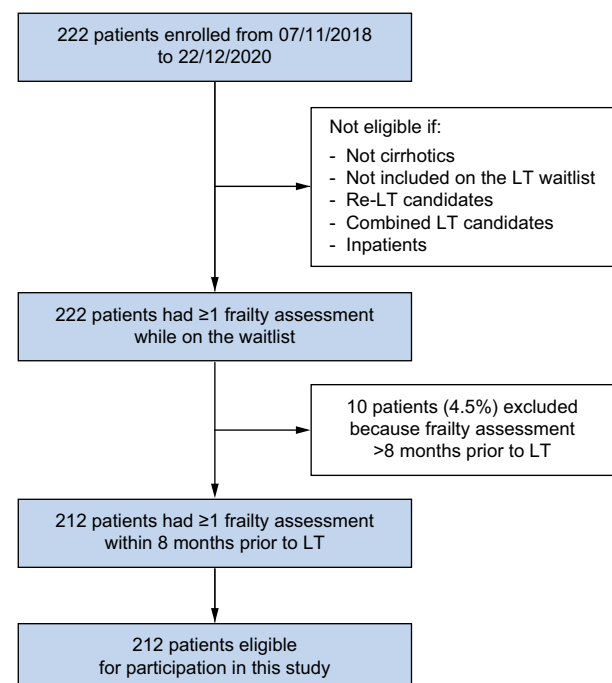 222 patients enrolled from 07/11/2018
to 22/12/2020
Not eligible if:
- Not cirrhotics
- Not included on the LT waitlist
- Re-LT candidates
- Combined LT candidates
- Inpatients
222 patients had ≥1 frailty assessment
while on the waitlist
10 patients (4.5%) excluded
because frailty assessment
>8 months prior to LT
212 patients had ≥1 frailty assessment
within 8 months prior to LT
212 patients eligible
for participation in this study